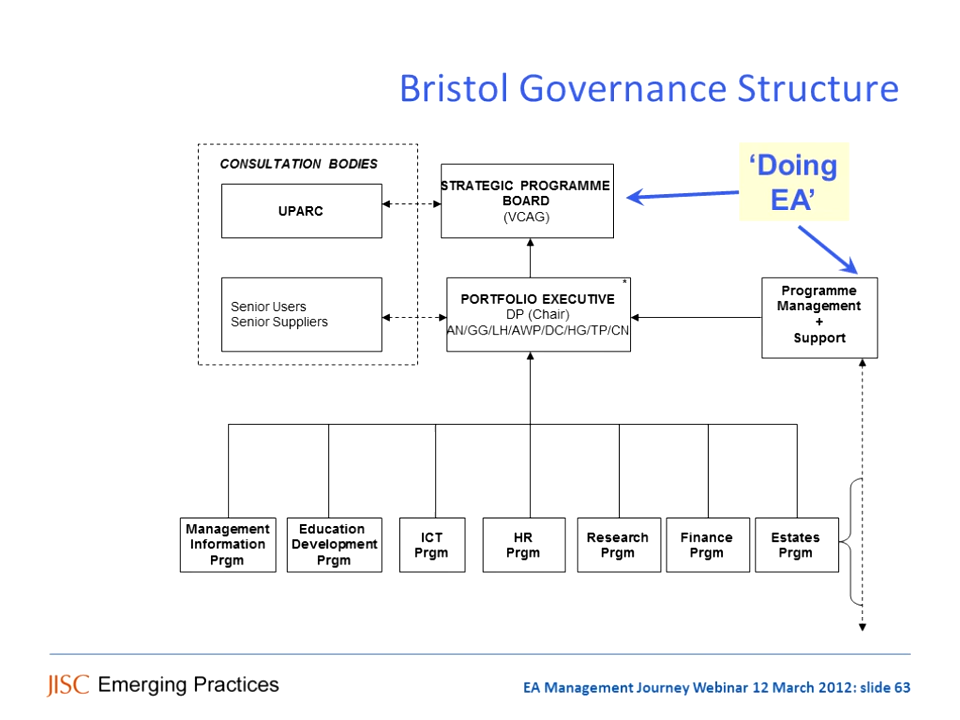 Bristol Governance Structure
CONSULTATION BODIES
UPARC
STRATEGIC PROGRAMME
BOARD
(VCAG)
‘Doing
EA’
Senior Users
Senior Suppliers
*
PORTFOLIO EXECUTIVE
DP (Chair)
AN/GG/LH/AWP/DC/HG/TP/CN
Programme
Management
+
Support
Management
Information
Prgm
Education
Development
Prgm
ICT
Prgm
HR
Prgm
Research
Prgm
Finance
Prgm
Estates
Prgm
JISC Emerging Practices
EA Management Journey Webinar 12 March 2012: slide 63